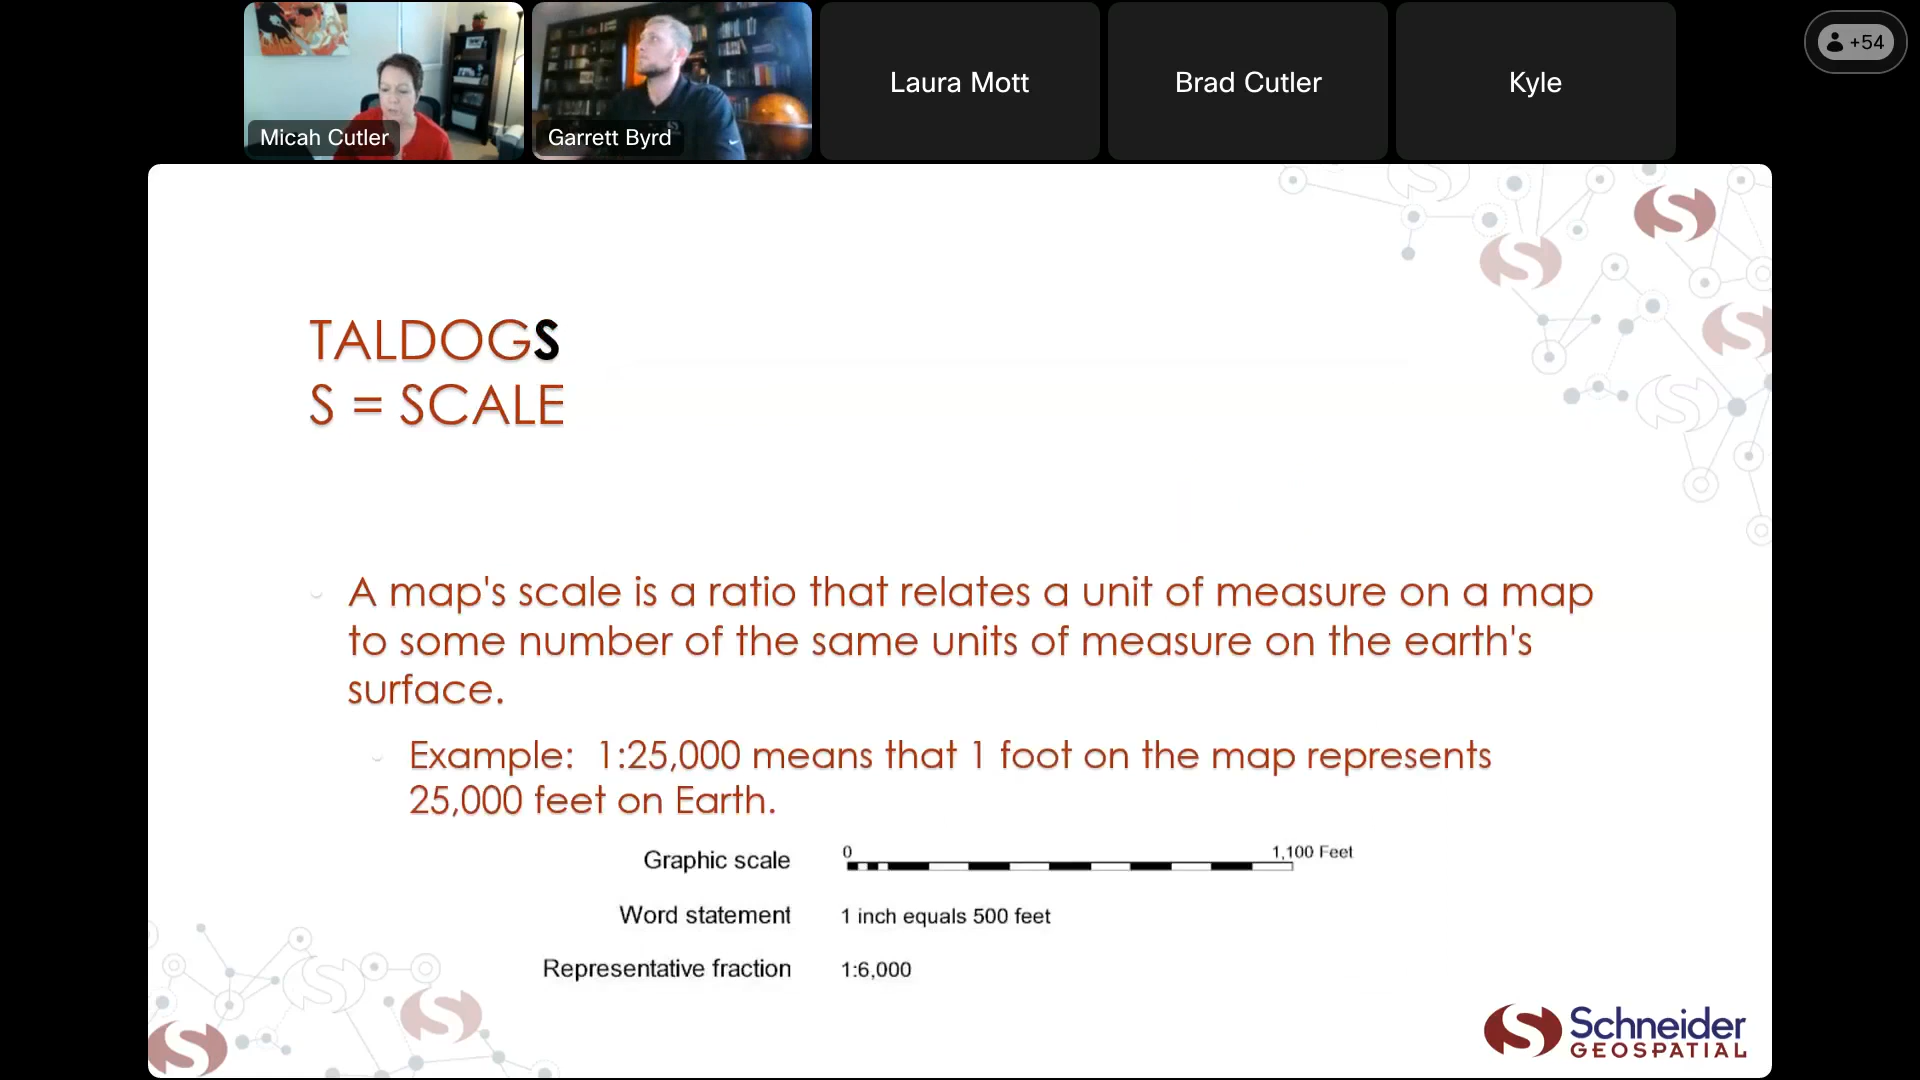 Micah Cutler
Garrett Byrd
Laura Mott
Brad Cutler
Kyle
+54
TALDOGS
S = SCALE
A map's scale is a ratio that relates a unit of measure on a map
to some number of the same units of measure on the earth's
surface.
Example:  1:25,000 means that 1 foot on the map represents
25,000 feet on Earth.
Graphic scale 0 1,100 Feet
Word statement 1 inch equals 500 feet
Representative fraction 1:6,000
Schneider
GEOSPATIAL